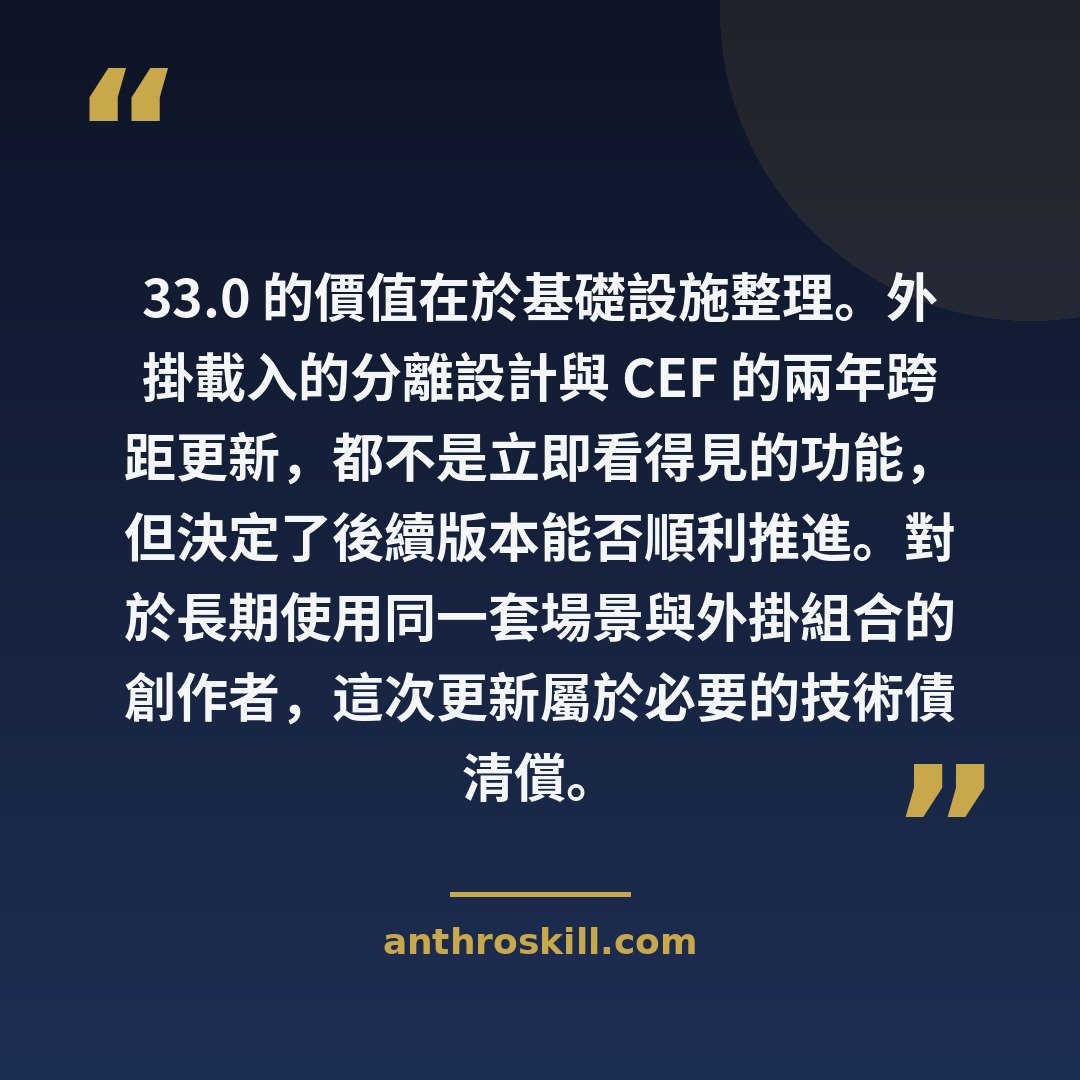 “
33.0 的價值在於基礎設施整理。外
掛載入的分離設計與 CEF 的兩年跨
距更新，都不是立即看得見的功能，
但決定了後續版本能否順利推進。對
於長期使用同一套場景與外掛組合的
創作者，這次更新屬於必要的技術債
清償。
”
anthroskill.com